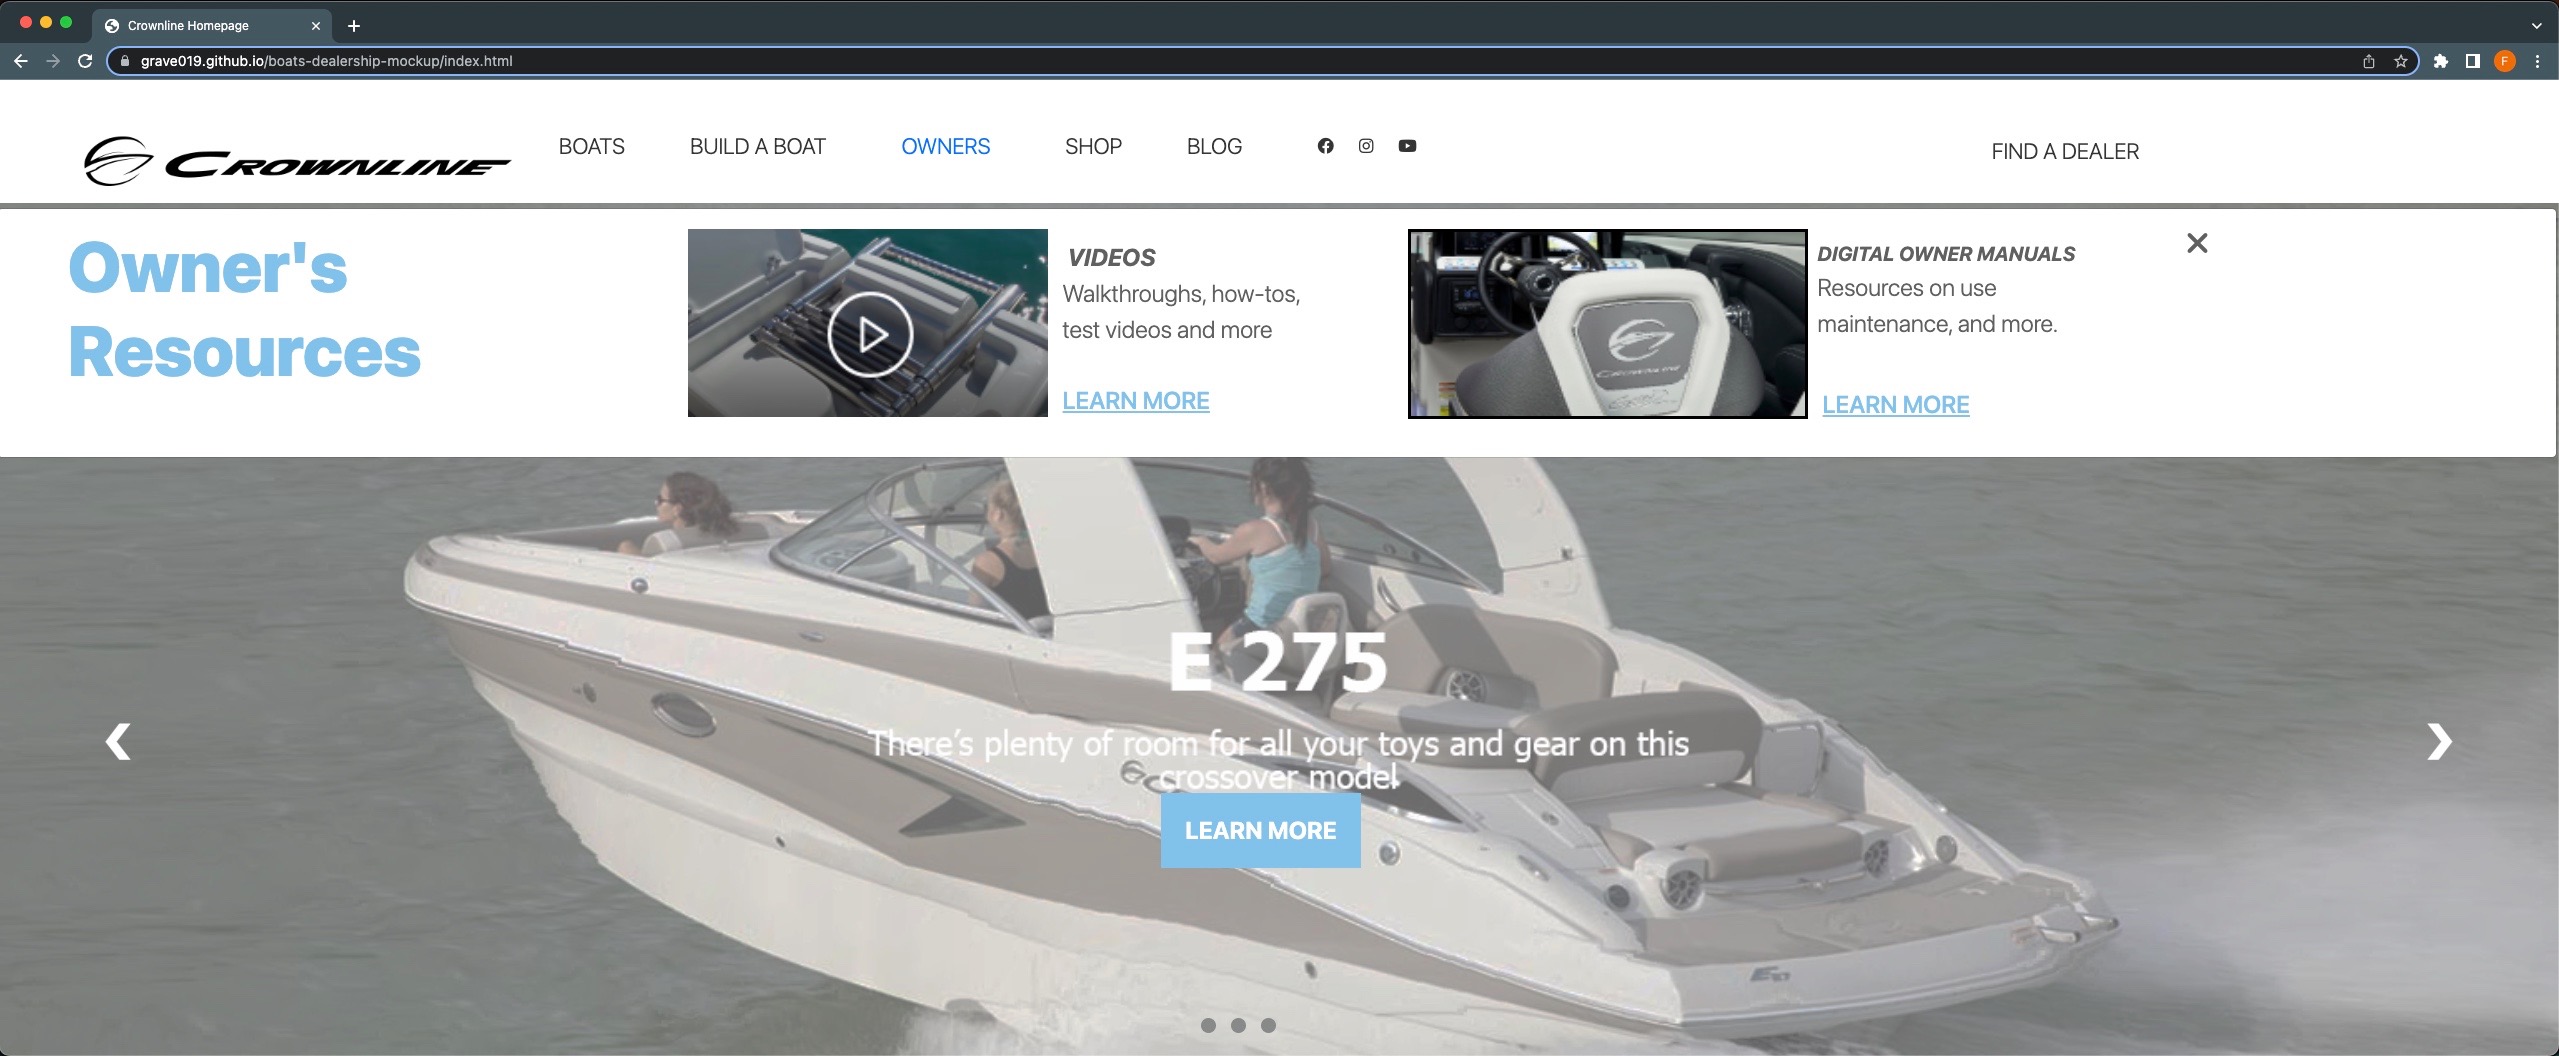 Crownline Homepage
grave019.github.io/boats-dealership-mockup/index.html
F
CROWNLINE
BOATS
BUILD A BOAT
OWNERS
SHOP
BLOG
FIND A DEALER
Owner's
Resources
VIDEOS
Walkthroughs, how-tos,
test videos and more
LEARN MORE
CROWNLINE
DIGITAL OWNER MANUALS
Resources on use
maintenance, and more.
LEARN MORE
E 275
There’s plenty of room for all your toys and gear on this
crossover model
LEARN MORE